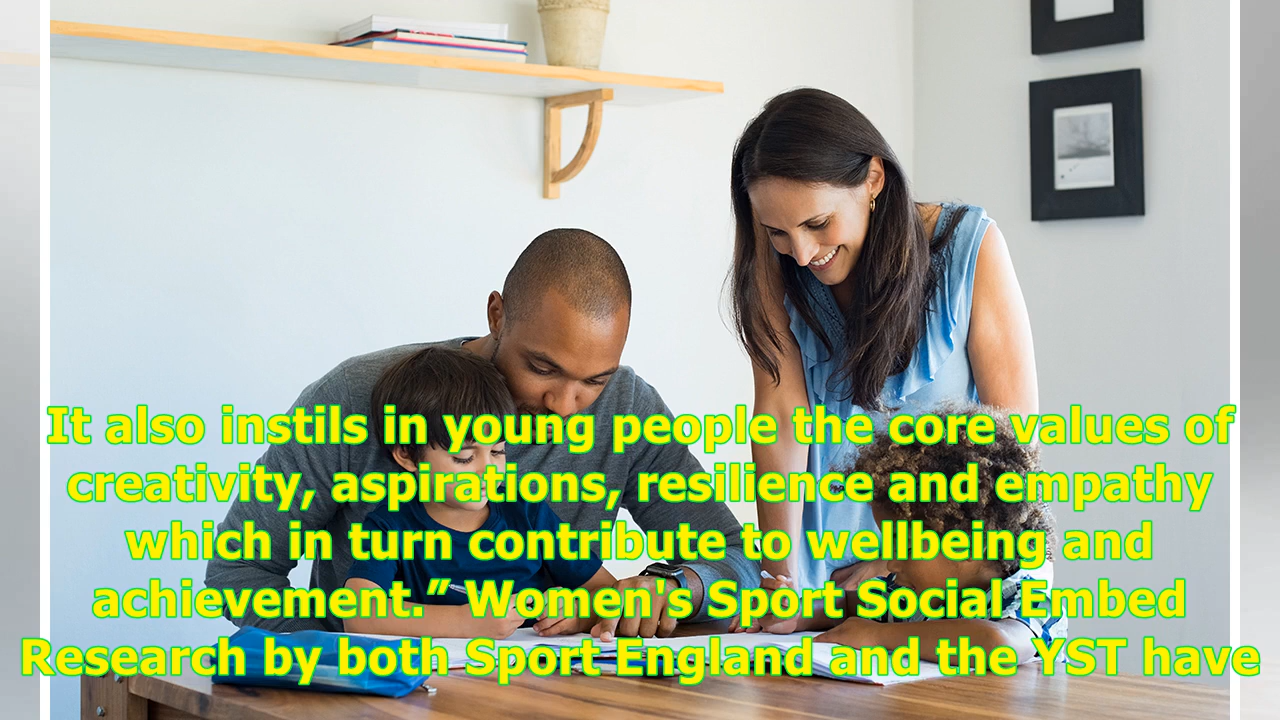 It also instils in young people the core values of
creativity, aspirations, resilience and empathy
which in turn contribute to wellbeing and
achievement.” Women's Sport Social Embed
Research by both Sport England and the YST have